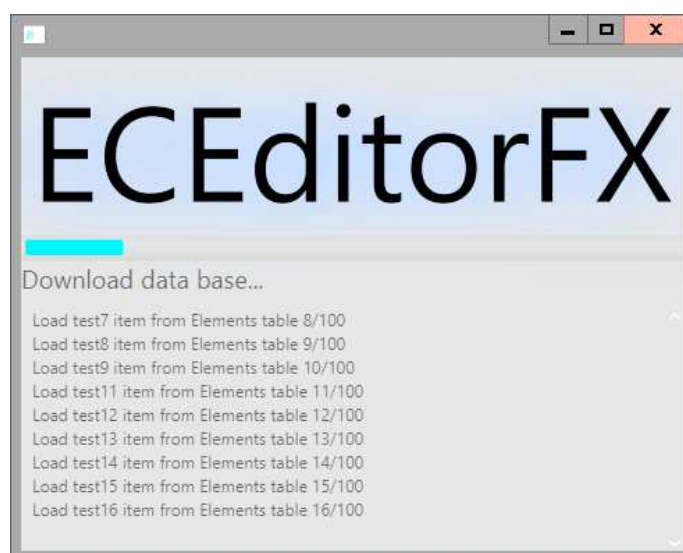 ECEditorFX
Download data base...
Load test7 item from Elements table 8/100
Load test8 item from Elements table 9/100
Load test9 item from Elements table 10/100
Load test11 item from Elements table 11/100
Load test12 item from Elements table 12/100
Load test13 item from Elements table 13/100
Load test14 item from Elements table 14/100
Load test15 item from Elements table 15/100
Load test16 item from Elements table 16/100